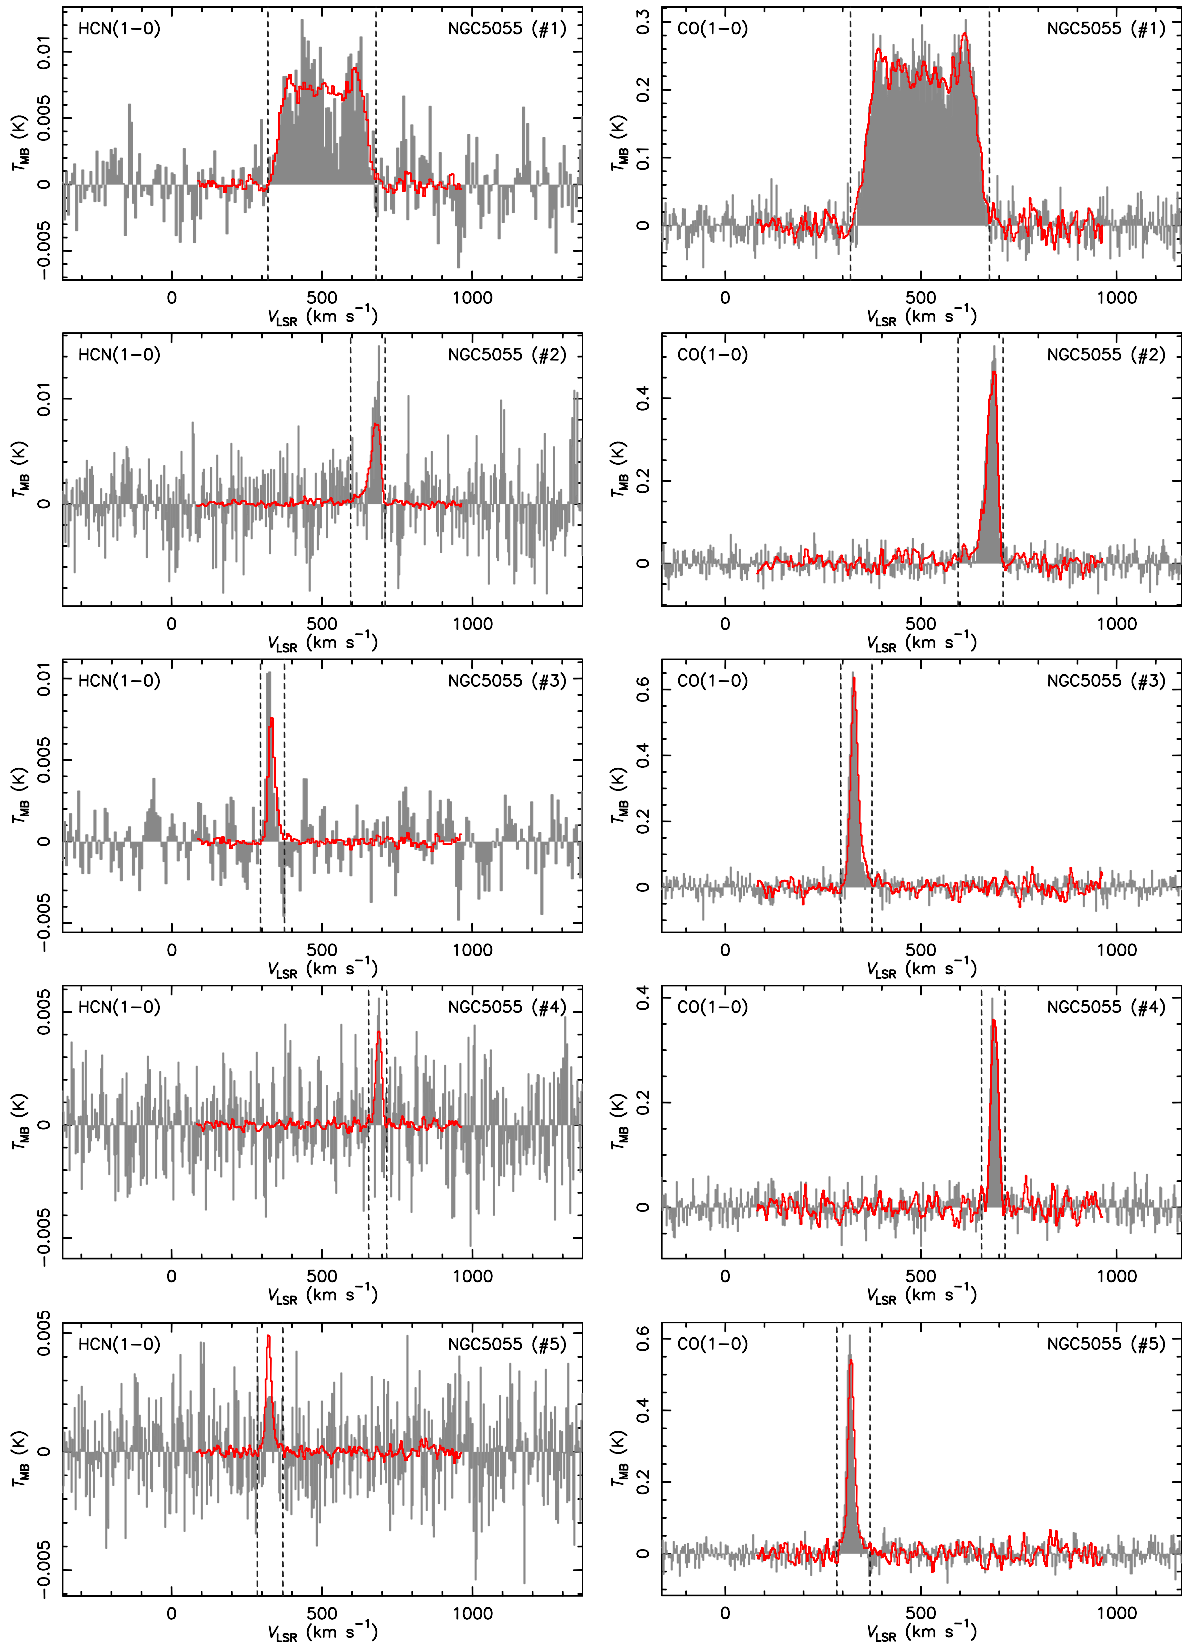 HCN(1−0) NGC5055 (#1)
T_MB (K)
0.01
0.005
0
−0.005
0 500 1000
V_LSR (km s⁻¹)
CO(1−0) NGC5055 (#1)
T_MB (K)
0.3
0.2
0.1
0
0 500 1000
V_LSR (km s⁻¹)
HCN(1−0) NGC5055 (#2)
T_MB (K)
0.01
0
0 500 1000
V_LSR (km s⁻¹)
CO(1−0) NGC5055 (#2)
T_MB (K)
0.4
0.2
0
0 500 1000
V_LSR (km s⁻¹)
HCN(1−0) NGC5055 (#3)
T_MB (K)
0.01
0.005
0
−0.005
0 500 1000
V_LSR (km s⁻¹)
CO(1−0) NGC5055 (#3)
T_MB (K)
0.6
0.4
0.2
0
0 500 1000
V_LSR (km s⁻¹)
HCN(1−0) NGC5055 (#4)
T_MB (K)
0.005
0
−0.005
0 500 1000
V_LSR (km s⁻¹)
CO(1−0) NGC5055 (#4)
T_MB (K)
0.4
0.2
0
0 500 1000
V_LSR (km s⁻¹)
HCN(1−0) NGC5055 (#5)
T_MB (K)
0.005
0
−0.005
0 500 1000
V_LSR (km s⁻¹)
CO(1−0) NGC5055 (#5)
T_MB (K)
0.6
0.4
0.2
0
0 500 1000
V_LSR (km s⁻¹)